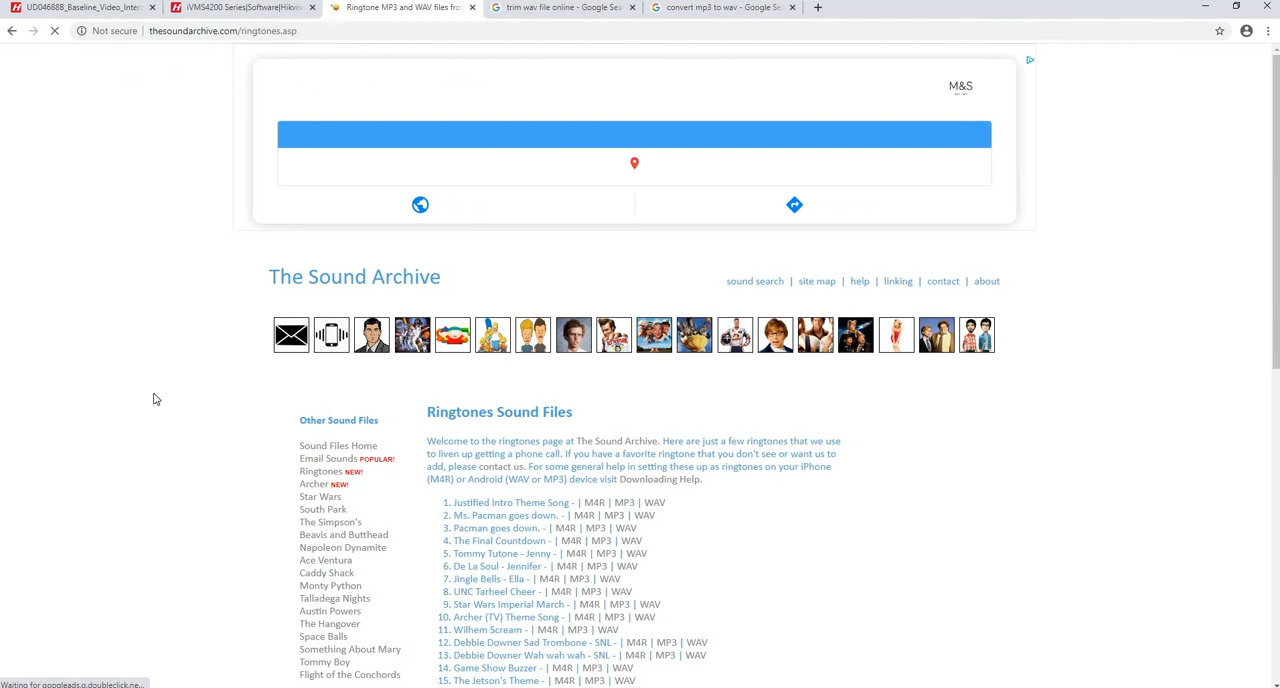 UD04688B_Baseline_Video_Inter
iVMS4200 Series|Software|Hikvis
Ringtone MP3 and WAV files fro
trim wav file online - Google Sea
convert mp3 to wav - Google Se
Not secure | thesoundarchive.com/ringtones.asp
M&S
The Sound Archive
sound search | site map | help | linking | contact | about
Other Sound Files
Sound Files Home
Email Sounds POPULAR!
Ringtones NEW!
Archer NEW!
Star Wars
South Park
The Simpson's
Beavis and Butthead
Napoleon Dynamite
Ace Ventura
Caddy Shack
Monty Python
Talladega Nights
Austin Powers
The Hangover
Space Balls
Something About Mary
Tommy Boy
Flight of the Conchords
Ringtones Sound Files
Welcome to the ringtones page at The Sound Archive. Here are just a few ringtones that we use
to liven up getting a phone call. If you have a favorite ringtone that you don't see or want us to
add, please contact us. For some general help in setting these up as ringtones on your iPhone
(M4R) or Android (WAV or MP3) device visit Downloading Help.
1. Justified Intro Theme Song - | M4R | MP3 | WAV
2. Ms. Pacman goes down. - | M4R | MP3 | WAV
3. Pacman goes down. - | M4R | MP3 | WAV
4. The Final Countdown - | M4R | MP3 | WAV
5. Tommy Tutone - Jenny - | M4R | MP3 | WAV
6. De La Soul - Jennifer - | M4R | MP3 | WAV
7. Jingle Bells - Ella - | M4R | MP3 | WAV
8. UNC Tarheel Cheer - | M4R | MP3 | WAV
9. Star Wars Imperial March - | M4R | MP3 | WAV
10. Archer (TV) Theme Song - | M4R | MP3 | WAV
11. Wilhem Scream - | M4R | MP3 | WAV
12. Debbie Downer Sad Trombone - SNL - | M4R | MP3 | WAV
13. Debbie Downer Wah wah wah - SNL - | M4R | MP3 | WAV
14. Game Show Buzzer - | M4R | MP3 | WAV
15. The Jetson's Theme - | M4R | MP3 | WAV
Waiting for googleads.g.doubleclick.ne...